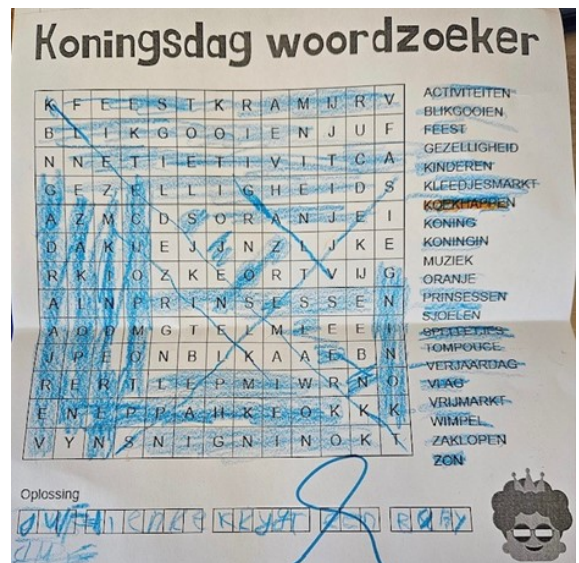 Koningsdag woordzoeker
K F E E S T K R A M IJ R V
B L I K G O O I E N J U F
N N E T I E T I V I T C A
G E Z E L L I G H E I D S
A Z M C D S O R A N J E I
D A K U E J J N Z I J K E
R K I O Z K E O R T V IJ G
A L N P R I N S E S S E N
A O D M G T E L M L E E I
J P E O N B L K A A E B N
R E R T L E P M I W R N O
E N E P P A H K E O K K K
V Y N S N I G N I N O K T
ACTIVITEITEN
BLIKGOOIEN
FEEST
GEZELLIGHEID
KINDEREN
KLEEDJESMARKT
KOEKHAPPEN
KONING
KONINGIN
MUZIEK
ORANJE
PRINSESSEN
SJOELEN
SPELLETJES
TOMPOUCE
VERJAARDAG
VLAG
VRIJMARKT
WIMPEL
ZAKLOPEN
ZON
Oplossing